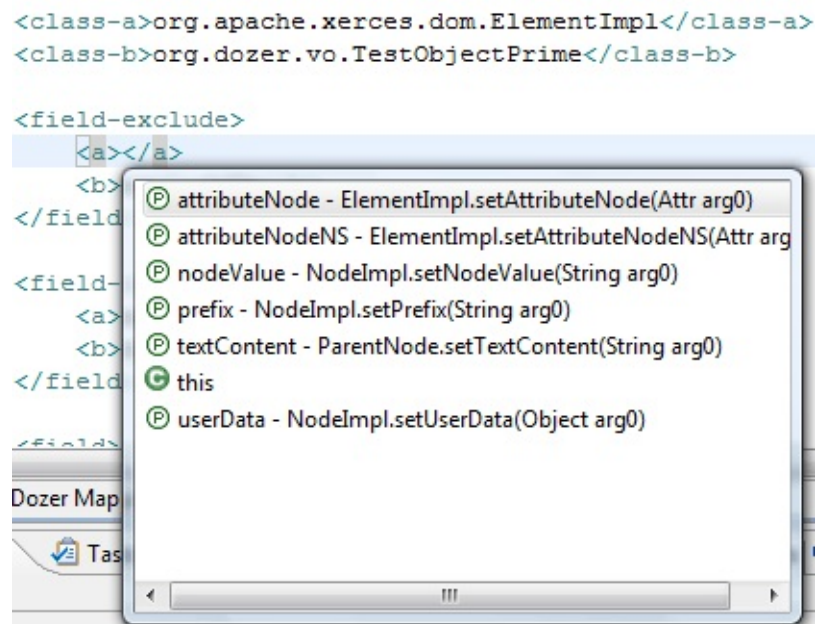 <class-a>org.apache.xerces.dom.ElementImpl</class-a>
<class-b>org.dozer.vo.TestObjectPrime</class-b>
<field-exclude>
<a></a>
<b>
</field
<field-
<a>
<b>
</field
<field>
attributeNode - ElementImpl.setAttributeNode(Attr arg0)
attributeNodeNS - ElementImpl.setAttributeNodeNS(Attr arg
nodeValue - NodeImpl.setNodeValue(String arg0)
prefix - NodeImpl.setPrefix(String arg0)
textContent - ParentNode.setTextContent(String arg0)
this
userData - NodeImpl.setUserData(Object arg0)
Dozer Map
Tas